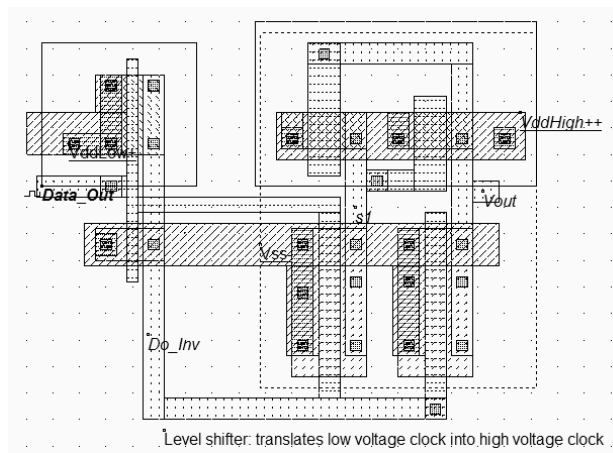 VddHigh++
VddLow+
Data_Out
Vout
s1
Vss-
Do_Inv
Level shifter: translates low voltage clock into high voltage clock